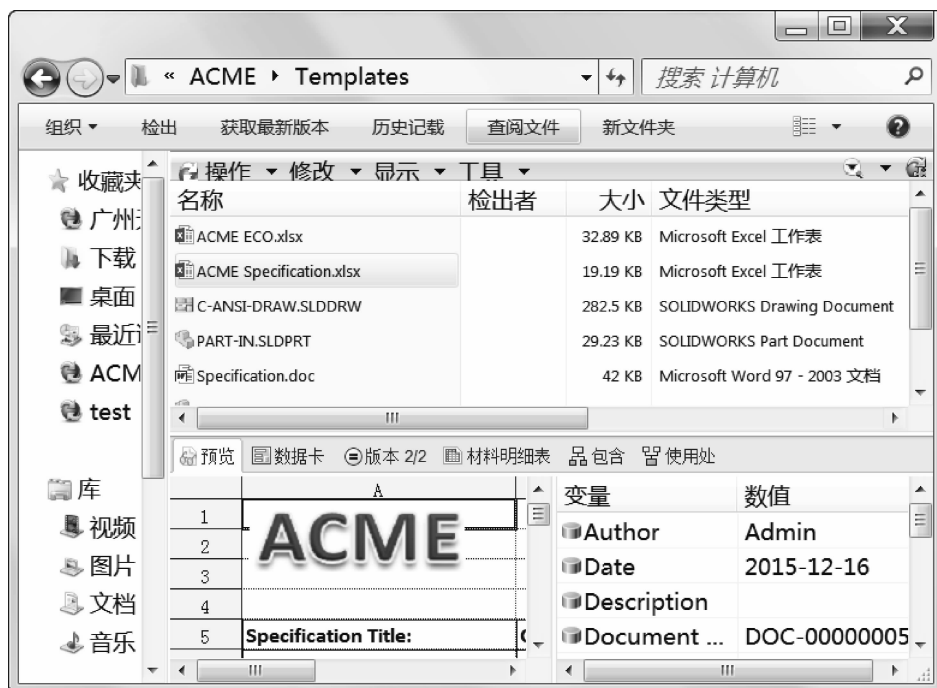 « ACME ▸ Templates
搜索 计算机
组织 检出 获取最新版本 历史记载 查阅文件 新文件夹
操作 修改 显示 工具
收藏夹
广州
下载
桌面
最近
ACM
test
库
视频
图片
文档
音乐
名称 检出者 大小 文件类型
ACME ECO.xlsx 32.89 KB Microsoft Excel 工作表
ACME Specification.xlsx 19.19 KB Microsoft Excel 工作表
C-ANSI-DRAW.SLDDRW 282.5 KB SOLIDWORKS Drawing Document
PART-IN.SLDPRT 29.23 KB SOLIDWORKS Part Document
Specification.doc 42 KB Microsoft Word 97 - 2003 文档
预览 数据卡 版本 2/2 材料明细表 包含 使用处
A
1
2
3
4
5
ACME
Specification Title:
变量 数值
Author Admin
Date 2015-12-16
Description
Document ... DOC-00000005